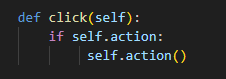 def click(self):
    if self.action:
        self.action()